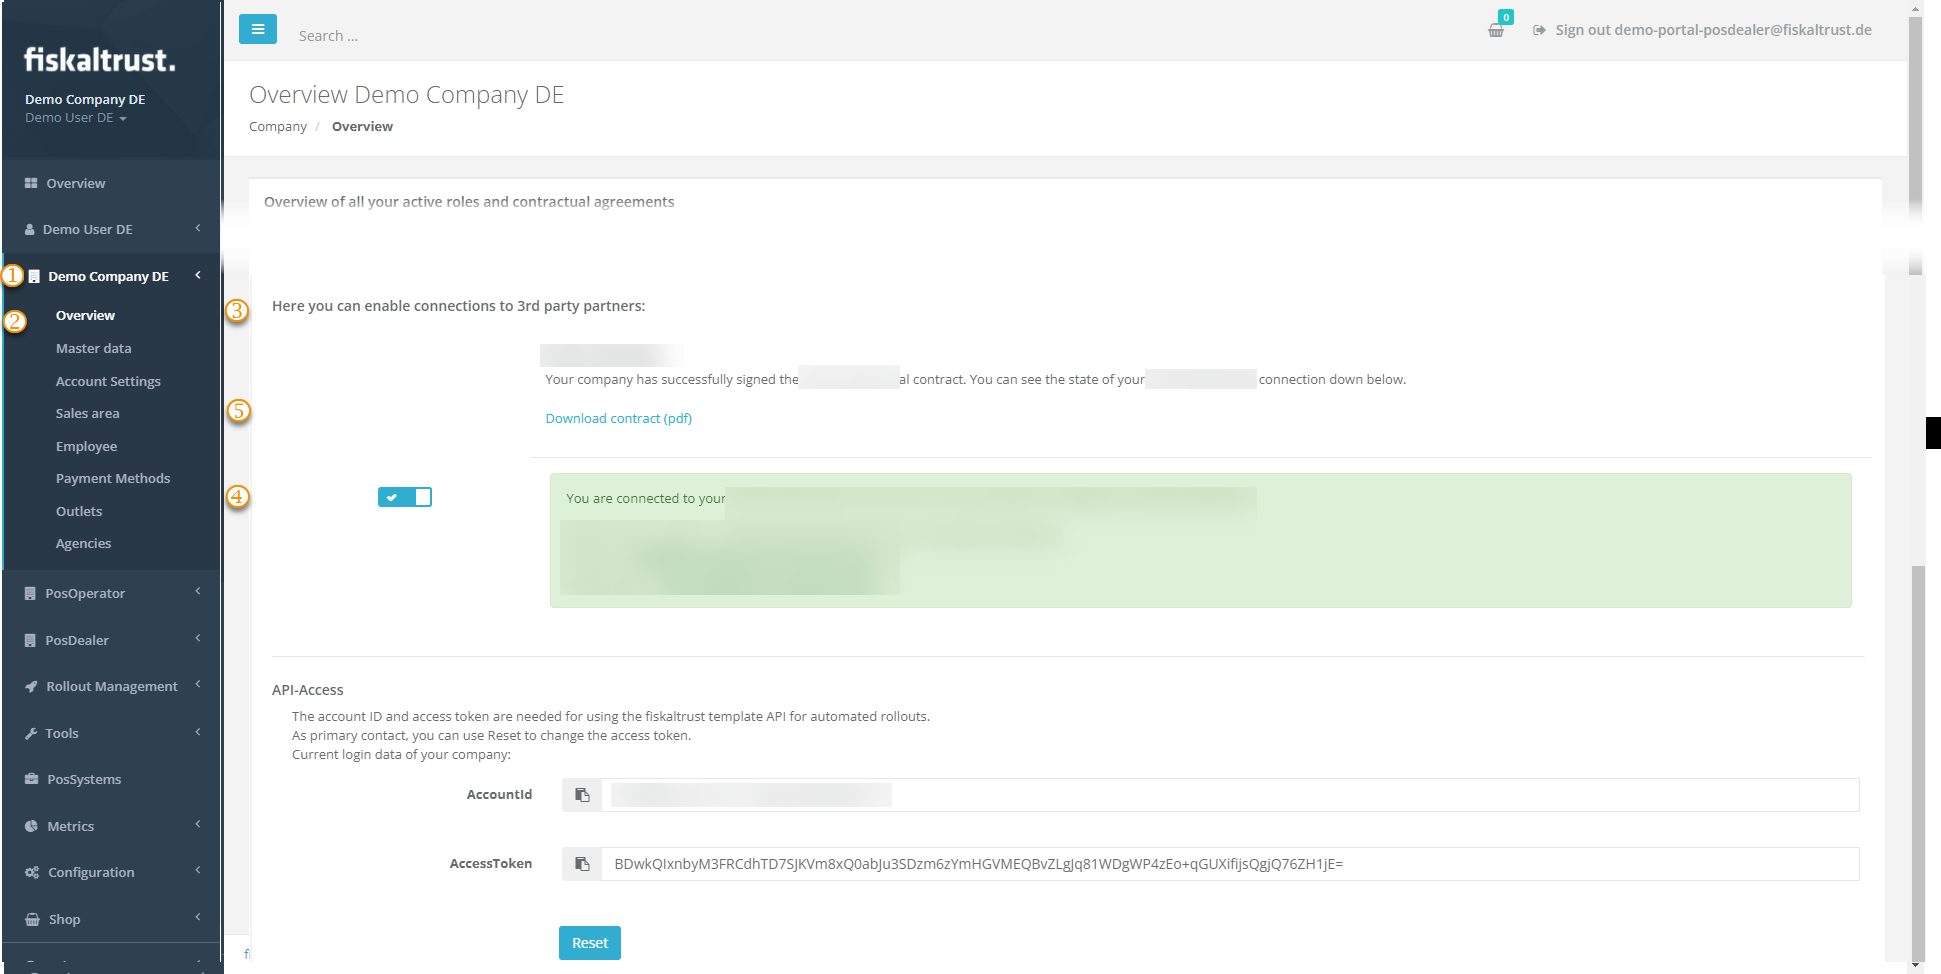 fiskaltrust.
Demo Company DE
Demo User DE
Overview
Demo User DE
1 Demo Company DE
2 Overview
Master data
Account Settings
Sales area
Employee
Payment Methods
Outlets
Agencies
PosOperator
PosDealer
Rollout Management
Tools
PosSystems
Metrics
Configuration
Shop
Search ...
0
Sign out demo-portal-posdealer@fiskaltrust.de
Overview Demo Company DE
Company / Overview
Overview of all your active roles and contractual agreements
3 Here you can enable connections to 3rd party partners:
Your company has successfully signed the al contract. You can see the state of your connection down below.
5 Download contract (pdf)
4 You are connected to your
API-Access
The account ID and access token are needed for using the fiskaltrust template API for automated rollouts.
As primary contact, you can use Reset to change the access token.
Current login data of your company:
AccountId
AccessToken BDwkQIxnbyM3FRCdhTD7SJKVm8xQ0abJu3SDzm6zYmHGVMEQBvZLgJq81WDgWP4zEo+qGUXifijsQgjQ76ZH1jE=
Reset